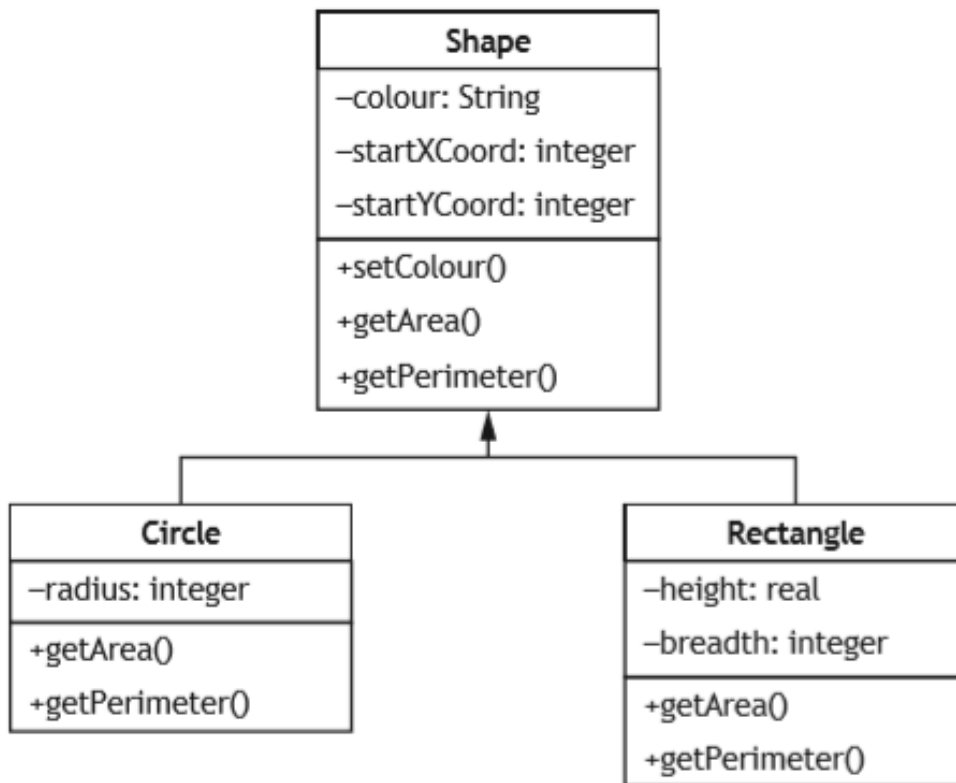 Shape
–colour: String
–startXCoord: integer
–startYCoord: integer
+setColour()
+getArea()
+getPerimeter()
Circle
–radius: integer
+getArea()
+getPerimeter()
Rectangle
–height: real
–breadth: integer
+getArea()
+getPerimeter()